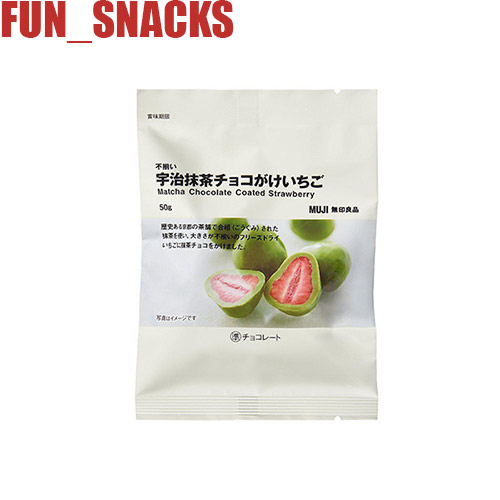 FUN_SNACKS
賞味期限
不揃い
宇治抹茶チョコがけいちご
Matcha Chocolate Coated Strawberry
50g
MUJI 無印良品
歴史ある京都の茶舗で合組（ごうぐみ）された
抹茶を使い、大きさが不揃いのフリーズドライ
いちごに抹茶チョコをかけました。
写真はイメージです
準チョコレート